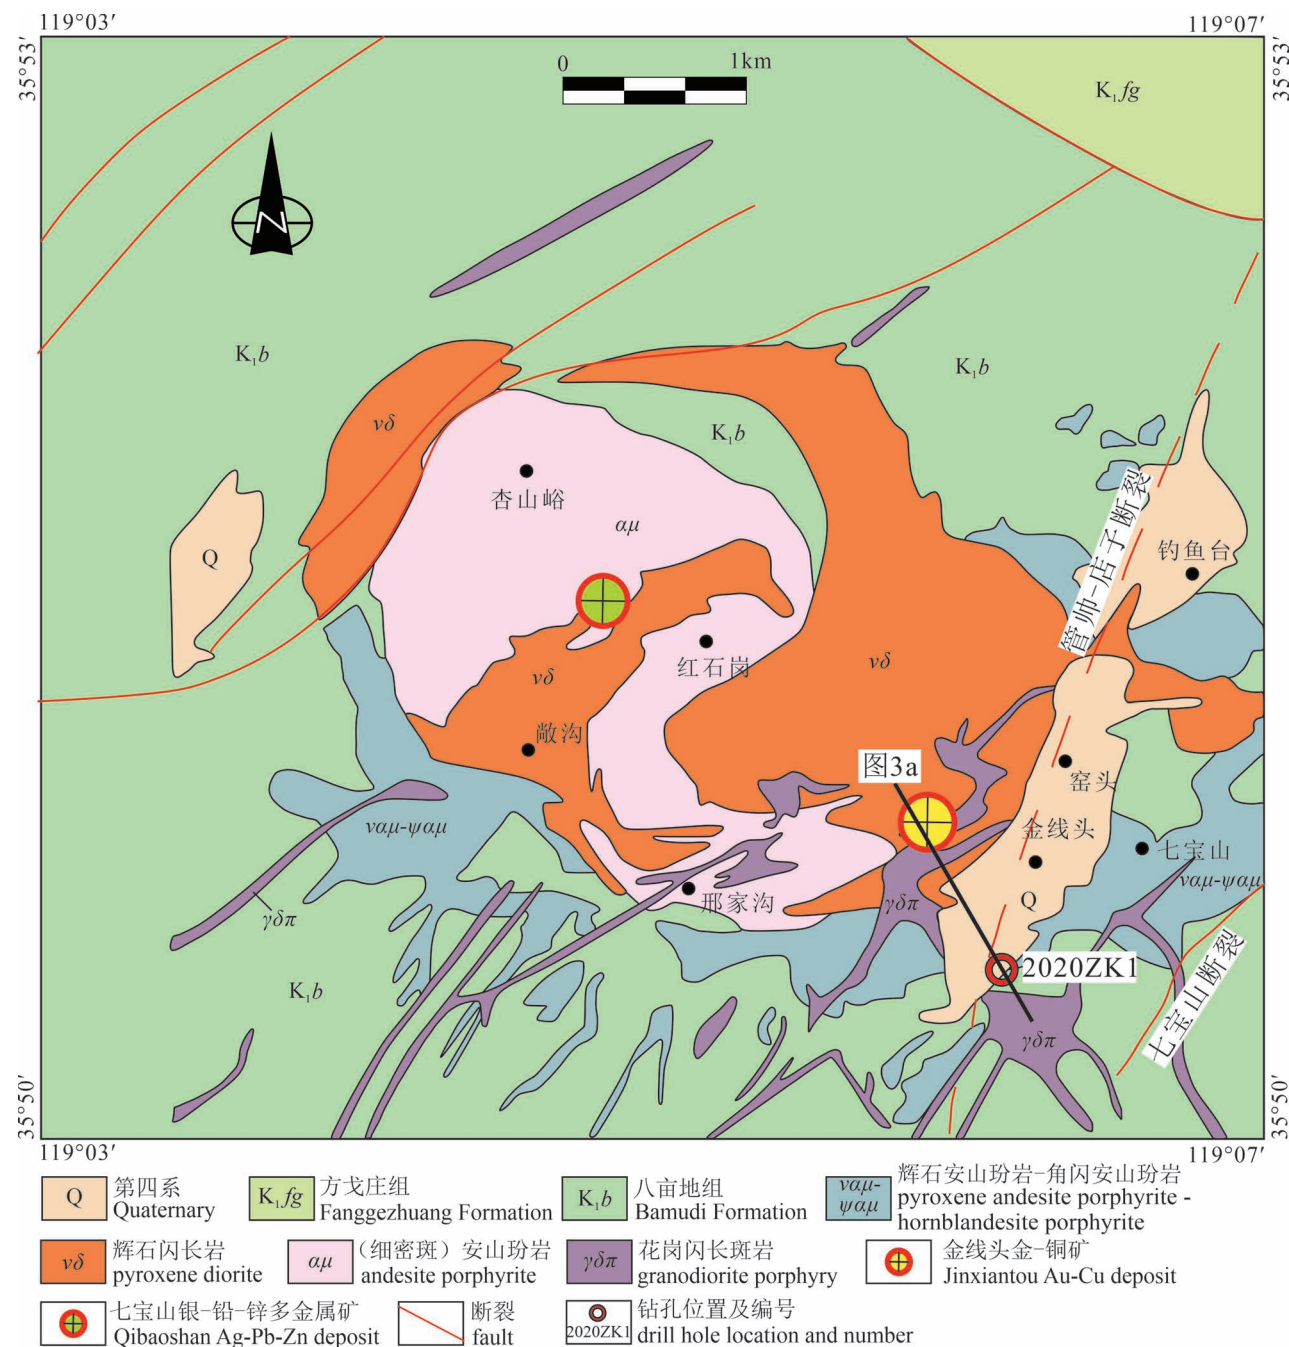 119°03′
119°07′
35°53′
35°53′
0
1km
K₁fg
N
K₁b
K₁b
νδ
K₁b
杏山峪
αμ
Q
管帅-店子断裂
钓鱼台
红石岗
νδ
νδ
敞沟
图3a
窑头
金线头
七宝山
ναμ-ψαμ
ναμ-ψαμ
邢家沟
γδπ
Q
γδπ
2020ZK1
七宝山断裂
K₁b
γδπ
35°50′
35°50′
119°03′
119°07′
Q
第四系
Quaternary
K₁fg
方戈庄组
Fanggezhuang Formation
K₁b
八亩地组
Bamudi Formation
ναμ-
ψαμ
辉石安山玢岩-角闪安山玢岩
pyroxene andesite porphyrite -
hornblandesite porphyrite
νδ
辉石闪长岩
pyroxene diorite
αμ
（细密斑）安山玢岩
andesite porphyrite
γδπ
花岗闪长斑岩
granodiorite porphyry
金线头金-铜矿
Jinxiantou Au-Cu deposit
七宝山银-铅-锌多金属矿
Qibaoshan Ag-Pb-Zn deposit
断裂
fault
2020ZK1
钻孔位置及编号
drill hole location and number